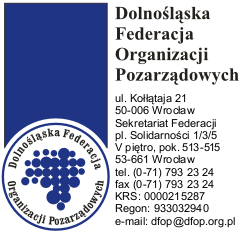 Dolnośląska
Federacja
Organizacji
Pozarządowych
ul. Kołłątaja 21
50-006 Wrocław
Sekretariat Federacji
pl. Solidarności 1/3/5
V piętro, pok. 513-515
53-661 Wrocław
tel. (0-71) 793 23 24
fax (0-71) 793 23 24
KRS: 0000215287
Regon: 933032940
e-mail: dfop@dfop.org.pl
Dolnośląska Federacja
Organizacji Pozarządowych